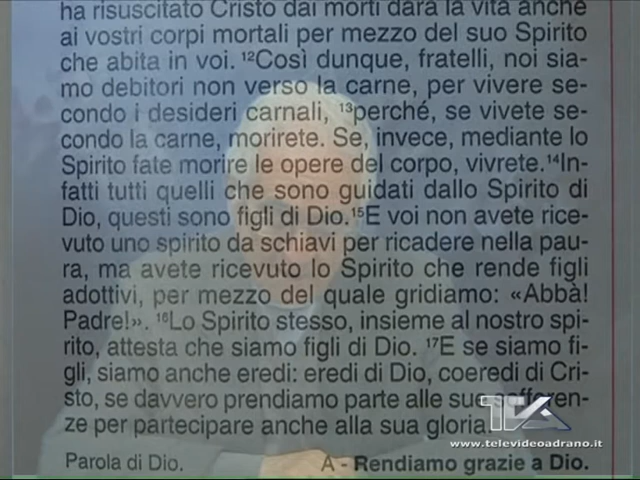 ha risuscitato Cristo dai morti darà la vita anche
ai vostri corpi mortali per mezzo del suo Spirito
che abita in voi. ¹²Così dunque, fratelli, noi sia-
mo debitori non verso la carne, per vivere se-
condo i desideri carnali, ¹³perché, se vivete se-
condo la carne, morirete. Se, invece, mediante lo
Spirito fate morire le opere del corpo, vivrete.¹⁴In-
fatti tutti quelli che sono guidati dallo Spirito di
Dio, questi sono figli di Dio.¹⁵E voi non avete rice-
vuto uno spirito da schiavi per ricadere nella pau-
ra, ma avete ricevuto lo Spirito che rende figli
adottivi, per mezzo del quale gridiamo: «Abbà!
Padre!». ¹⁶Lo Spirito stesso, insieme al nostro spi-
rito, attesta che siamo figli di Dio. ¹⁷E se siamo fi-
gli, siamo anche eredi: eredi di Dio, coeredi di Cri-
sto, se davvero prendiamo parte alle sue sofferen-
ze per partecipare anche alla sua gloria.
TVA
www.televideoadrano.it
Parola di Dio. A - Rendiamo grazie a Dio.